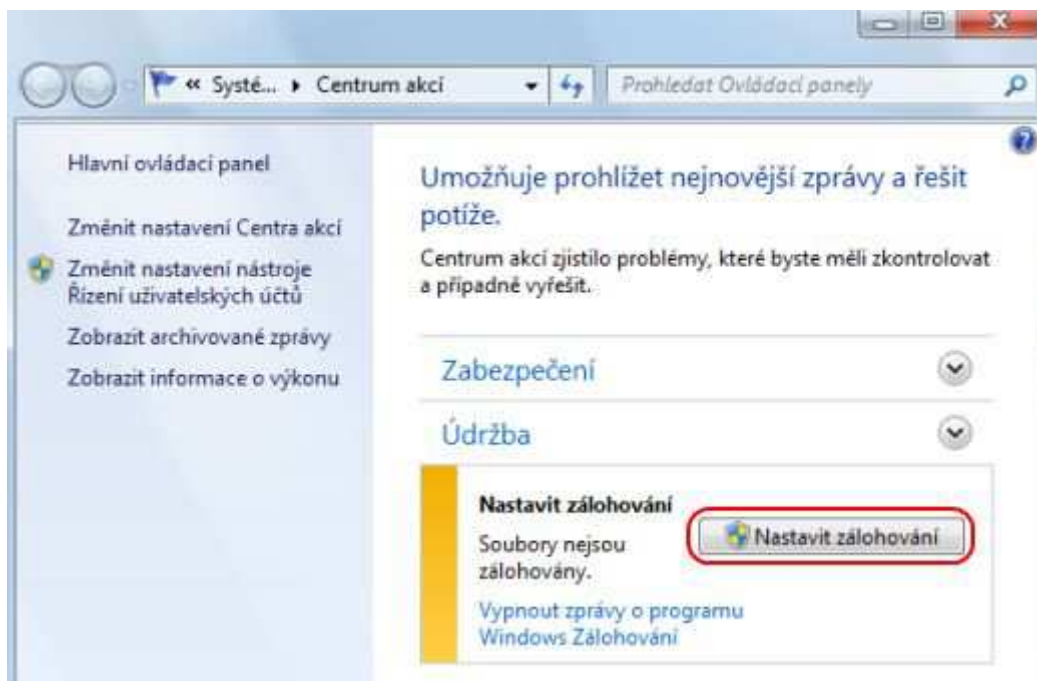 « Systé... ▸ Centrum akcí
Prohledat Ovládací panely
Hlavní ovládací panel
Změnit nastavení Centra akcí
Změnit nastavení nástroje
Řízení uživatelských účtů
Zobrazit archivované zprávy
Zobrazit informace o výkonu
Umožňuje prohlížet nejnovější zprávy a řešit
potíže.
Centrum akcí zjistilo problémy, které byste měli zkontrolovat
a případně vyřešit.
Zabezpečení
Údržba
Nastavit zálohování
Soubory nejsou
zálohovány.
Nastavit zálohování
Vypnout zprávy o programu
Windows Zálohování